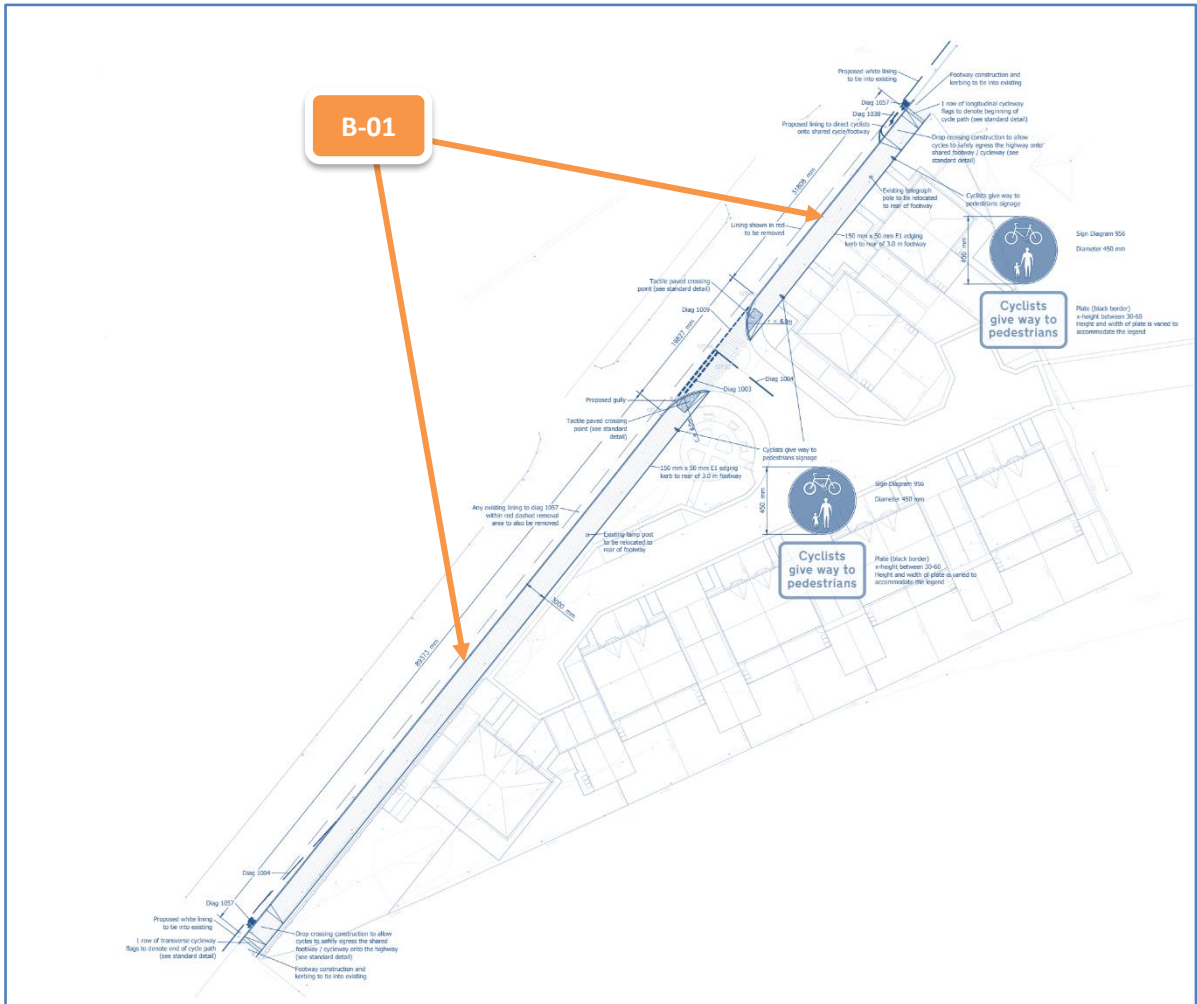 B-01
Proposed white lining
to tie into existing
Footway construction and
kerbing to tie into existing
Diag 1057
1 row of longitudinal cycleway
flags to denote beginning of
cycle path (see standard detail)
Diag 1038
Proposed lining to direct cyclists
onto shared cycle/footway
Drop crossing construction to allow
cycles to safely egress the highway onto
shared footway / cycleway (see
standard detail)
31808 mm
Existing telegraph
pole to be relocated
to rear of footway
Cyclists give way to
pedestrians signage
Lining shown in red
to be removed
150 mm x 50 mm E1 edging
kerb to rear of 3.0 m footway
450 mm
Sign Diagram 956
Diameter 450 mm
Tactile paved crossing
point (see standard detail)
Diag 1009
Cyclists
give way to
pedestrians
Plate (black border)
x-height between 30-60
Height and width of plate is varied to
accommodate the legend
19827 mm
Diag 1004
Diag 1003
Proposed gully
Tactile paved crossing
point (see standard
detail)
Cyclists give way to
pedestrians signage
150 mm x 50 mm E1 edging
kerb to rear of 3.0 m footway
450 mm
Sign Diagram 956
Diameter 450 mm
Any existing lining to diag 1057
within red dashed removal
area to also be removed
Existing lamp post
to be relocated to
rear of footway
Cyclists
give way to
pedestrians
Plate (black border)
x-height between 30-60
Height and width of plate is varied to
accommodate the legend
3000 mm
89373 mm
Diag 1004
Diag 1057
Proposed white lining
to tie into existing
1 row of transverse cycleway
flags to denote end of cycle path
(see standard detail)
Drop crossing construction to allow
cycles to safely egress the shared
footway / cycleway onto the highway
(see standard detail)
Footway construction and
kerbing to tie into existing